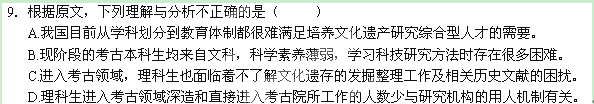 9. 根据原文，下列理解与分析不正确的是（　　）
A.我国目前从学科划分到教育体制都很难满足培养文化遗产研究综合型人才的需要。
B.现阶段的考古本科生均来自文科，科学素养薄弱，学习科技研究方法时存在很多困难。
C.进入考古领域，理科生也面临着不了解文化遗存的发掘整理工作及相关历史文献的困扰。
D.理科生进入考古领域深造和直接进入考古院所工作的人数少与研究机构的用人机制有关。